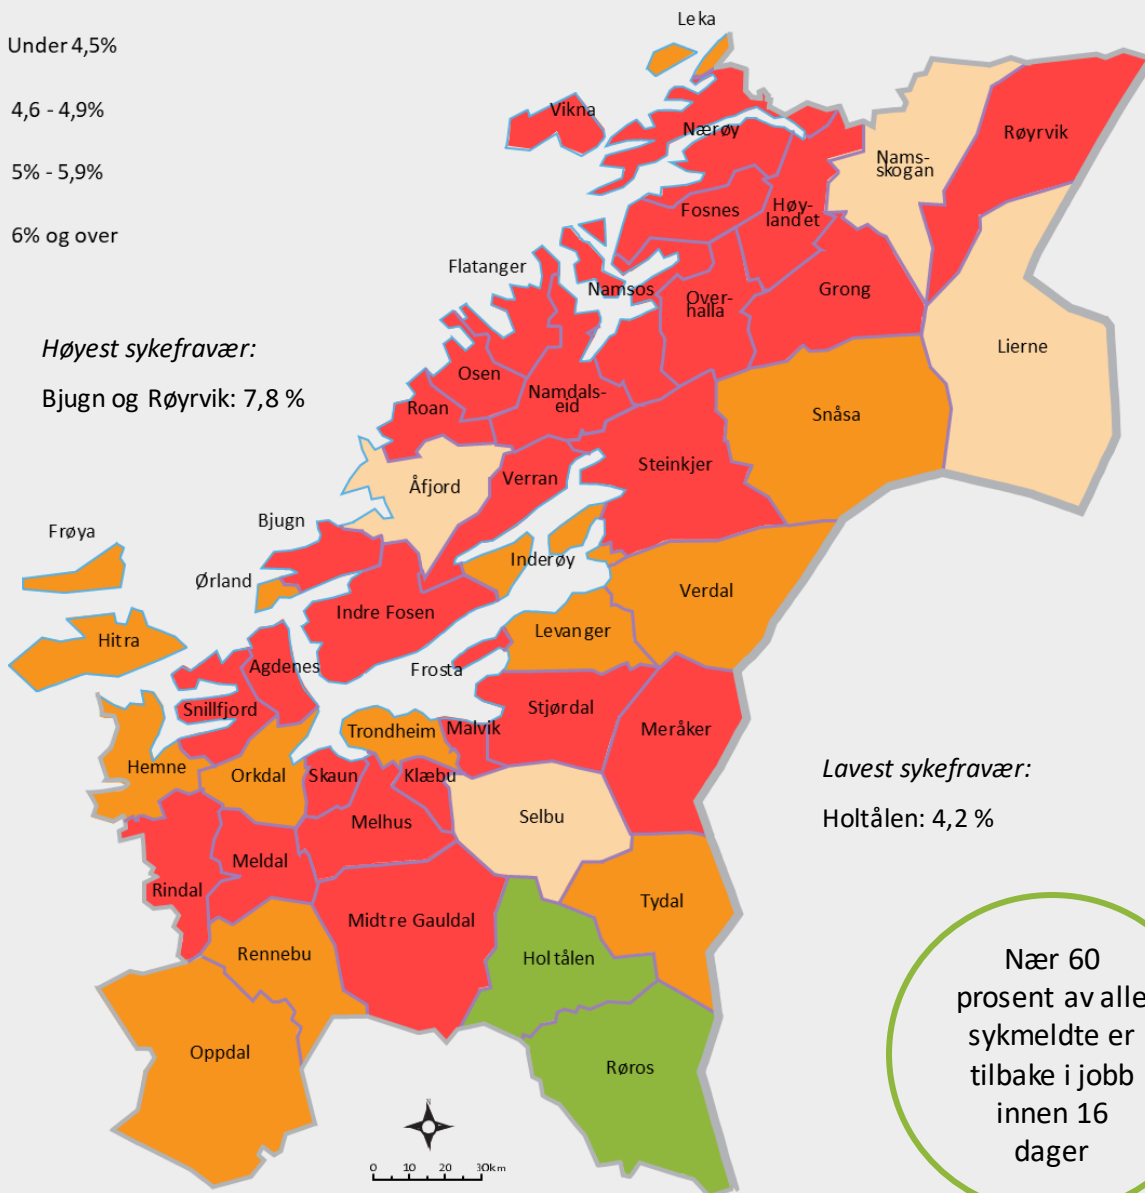 Leka
Under 4,5%
4,6 - 4,9%
5% - 5,9%
6% og over
Vikna
Nærøy
Røyrvik
Nams-
skogan
Fosnes
Høy-
landet
Flatanger
Namsos
Over-
halla
Grong
Lierne
Høyest sykefravær:
Bjugn og Røyrvik: 7,8 %
Osen
Roan
Namdals-
eid
Snåsa
Steinkjer
Verran
Åfjord
Bjugn
Frøya
Inderøy
Ørland
Verdal
Indre Fosen
Levanger
Hitra
Agdenes
Frosta
Snillfjord
Stjørdal
Trondheim
Malvik
Meråker
Hemne
Orkdal
Skaun
Klæbu
Lavest sykefravær:
Holtålen: 4,2 %
Selbu
Melhus
Meldal
Rindal
Tydal
Midtre Gauldal
Rennebu
Holtålen
Oppdal
Røros
Nær 60
prosent av alle
sykmeldte er
tilbake i jobb
innen 16
dager
N
0 10 20 30km